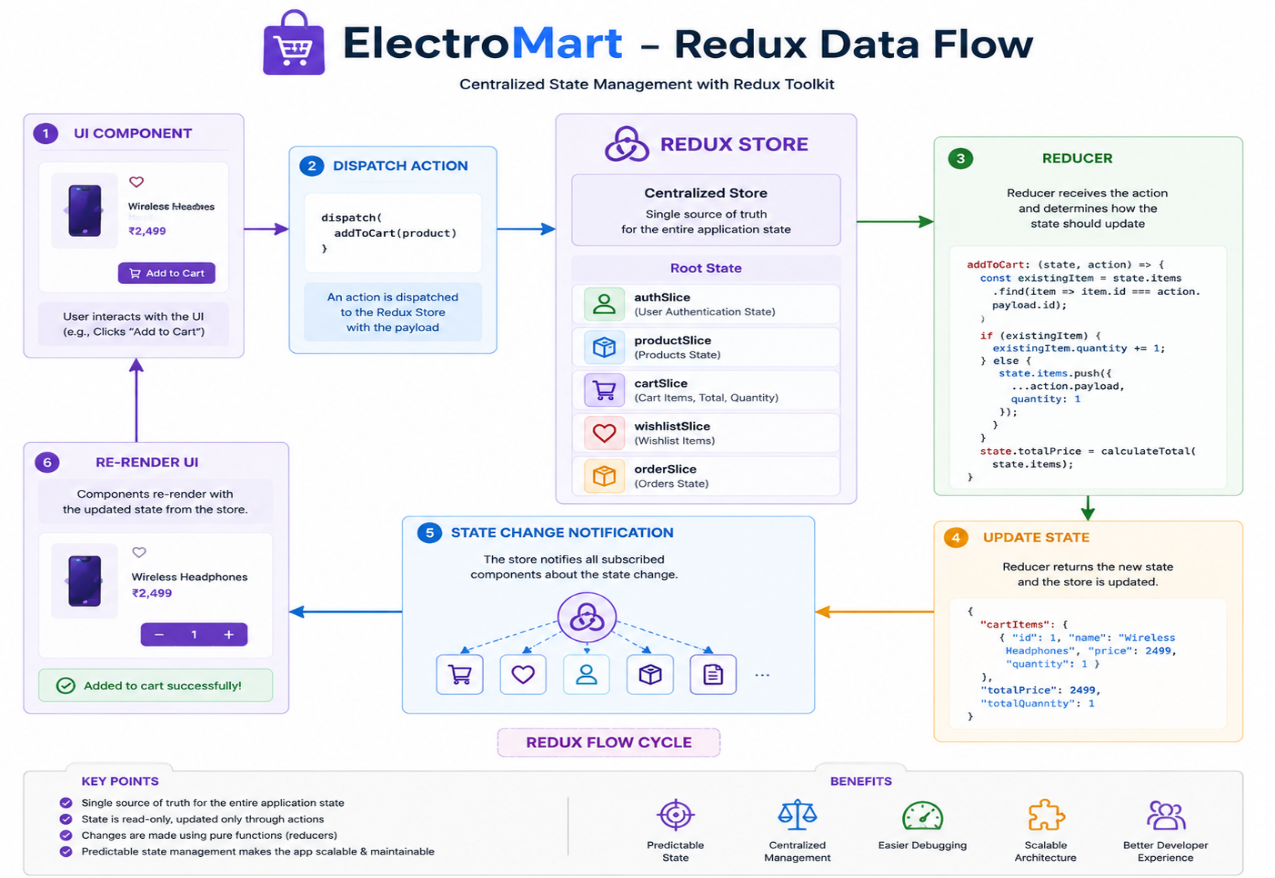 ElectroMart – Redux Data Flow
Centralized State Management with Redux Toolkit
1 UI COMPONENT
Wireless
₹2,499
Add to Cart
User interacts with the UI
(e.g., Clicks “Add to Cart”)
2 DISPATCH ACTION
dispatch(
addToCart(product)
}
An action is dispatched
to the Redux Store
with the payload
REDUX STORE
Centralized Store
Single source of truth
for the entire application state
Root State
authSlice
(User Authentication State)
productSlice
(Products State)
cartSlice
(Cart Items, Total, Quantity)
wishlistSlice
(Wishlist Items)
orderSlice
(Orders State)
3 REDUCER
Reducer receives the action
and determines how the
state should update
addToCart: (state, action) => {
const existingItem = state.items
.find(item => item.id === action.
payload.id);
)
if (existingItem) {
existingItem.quantity += 1;
} else {
state.items.push({
...action.payload,
quantity: 1
});
}
}
state.totalPrice = calculateTotal(
state.items);
}
4 UPDATE STATE
Reducer returns the new state
and the store is updated.
{
"cartItems": {
{ "id": 1, "name": "Wireless
Headphones", "price": 2499,
"quantity": 1 }
},
"totalPrice": 2499,
"totalQuannity": 1
}
5 STATE CHANGE NOTIFICATION
The store notifies all subscribed
components about the state change.
...
6 RE-RENDER UI
Components re-render with
the updated state from the store.
Wireless Headphones
₹2,499
− 1 +
Added to cart successfully!
REDUX FLOW CYCLE
KEY POINTS
Single source of truth for the entire application state
State is read-only, updated only through actions
Changes are made using pure functions (reducers)
Predictable state management makes the app scalable & maintainable
BENEFITS
Predictable
State
Centralized
Management
Easier Debugging
Scalable
Architecture
Better Developer
Experience